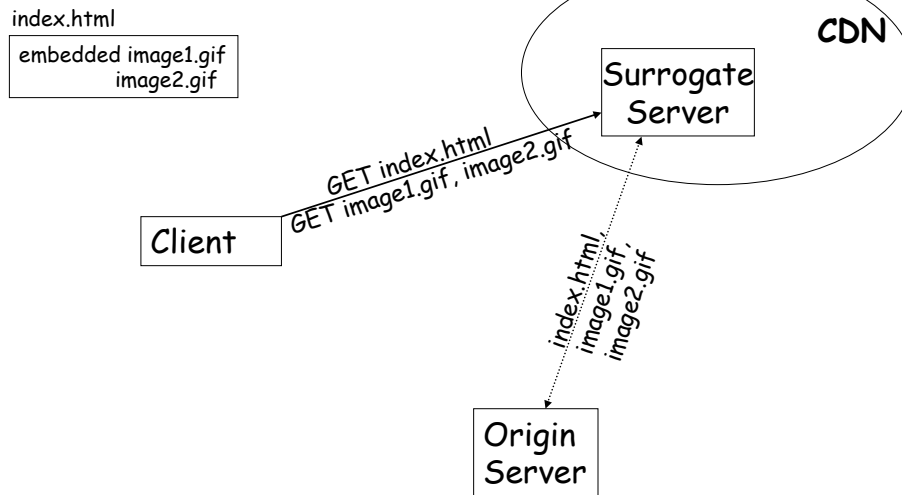 index.html
embedded image1.gif
image2.gif
CDN
Surrogate
Server
GET index.html
GET image1.gif, image2.gif
Client
index.html,
image1.gif,
image2.gif
Origin
Server